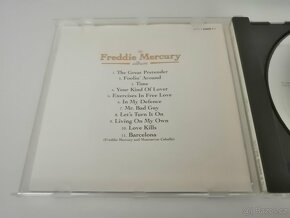 the
Freddie Mercury
album
1. The Great Pretender
2. Foolin' Around
3. Time
4. Your Kind Of Lover
5. Exercises In Free Love
6. In My Defence
7. Mr. Bad Guy
8. Let's Turn It On
9. Living On My Own
10. Love Kills
11. Barcelona
(Freddie Mercury and Montserrat Caballé)